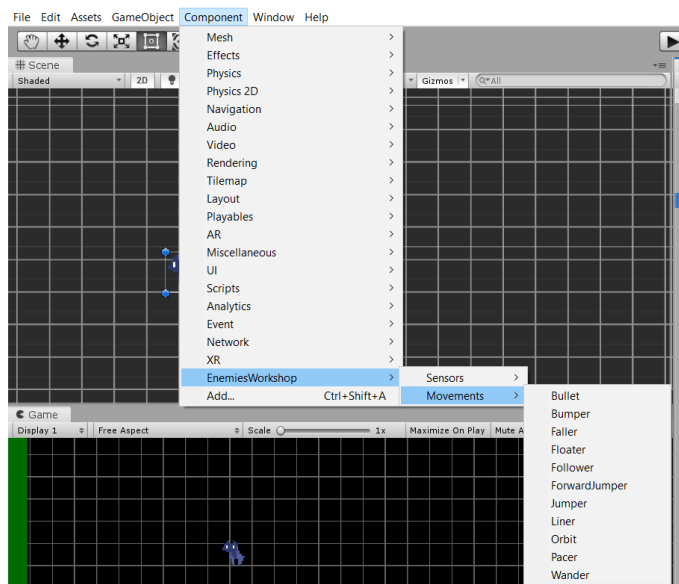 File Edit Assets GameObject Component Window Help
Scene
Shaded 2D Gizmos All
Mesh
Effects
Physics
Physics 2D
Navigation
Audio
Video
Rendering
Tilemap
Layout
Playables
AR
Miscellaneous
UI
Scripts
Analytics
Event
Network
XR
EnemiesWorkshop
Add... Ctrl+Shift+A
Sensors
Movements
Bullet
Bumper
Faller
Floater
Follower
ForwardJumper
Jumper
Liner
Orbit
Pacer
Wander
Game
Display 1 Free Aspect Scale 1x Maximize On Play Mute A